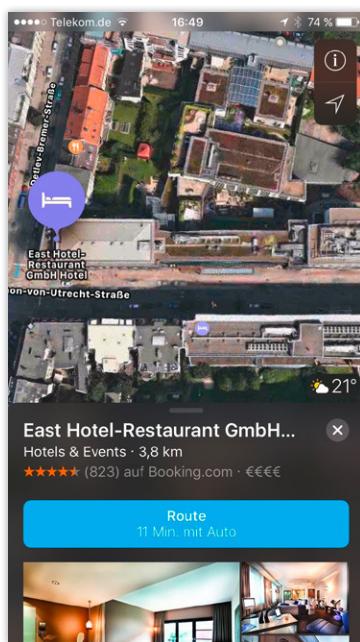 Telekom.de 16:49 74 %
Detlev-Bremer-Straße
East Hotel-
Restaurant
GmbH Hotel
on-von-Utrecht-Straße
21°
East Hotel-Restaurant GmbH...
Hotels & Events · 3,8 km
(823) auf Booking.com · €€€€
Route
11 Min. mit Auto